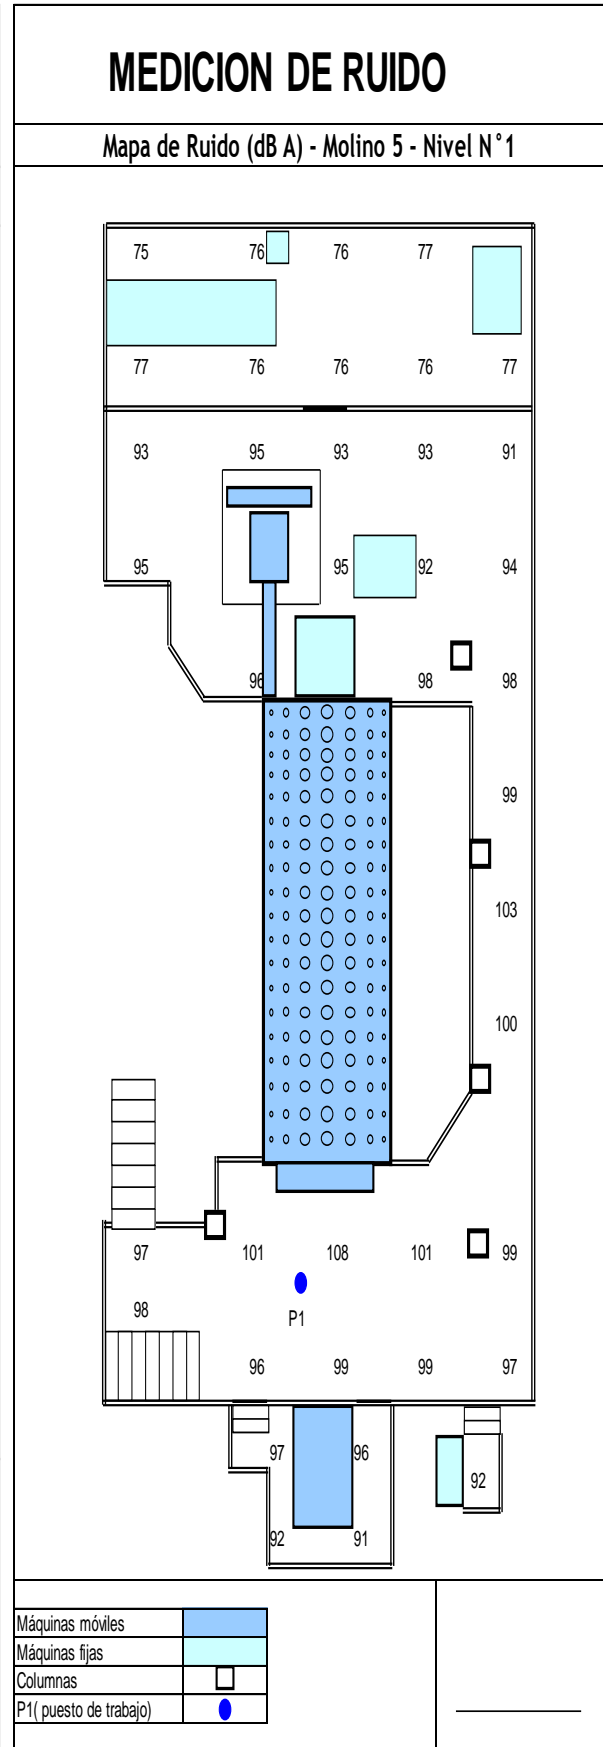 MEDICION DE RUIDO
Mapa de Ruido (dB A) - Molino 5 - Nivel N°1
75 76 76 77
77 76 76 76 77
93 95 93 93 91
95 95 92 94
96 98 98
99
103
100
97 101 108 101 99
98
P1
96 99 99 97
97 96
92
92 91
Máquinas móviles
Máquinas fijas
Columnas
P1( puesto de trabajo)